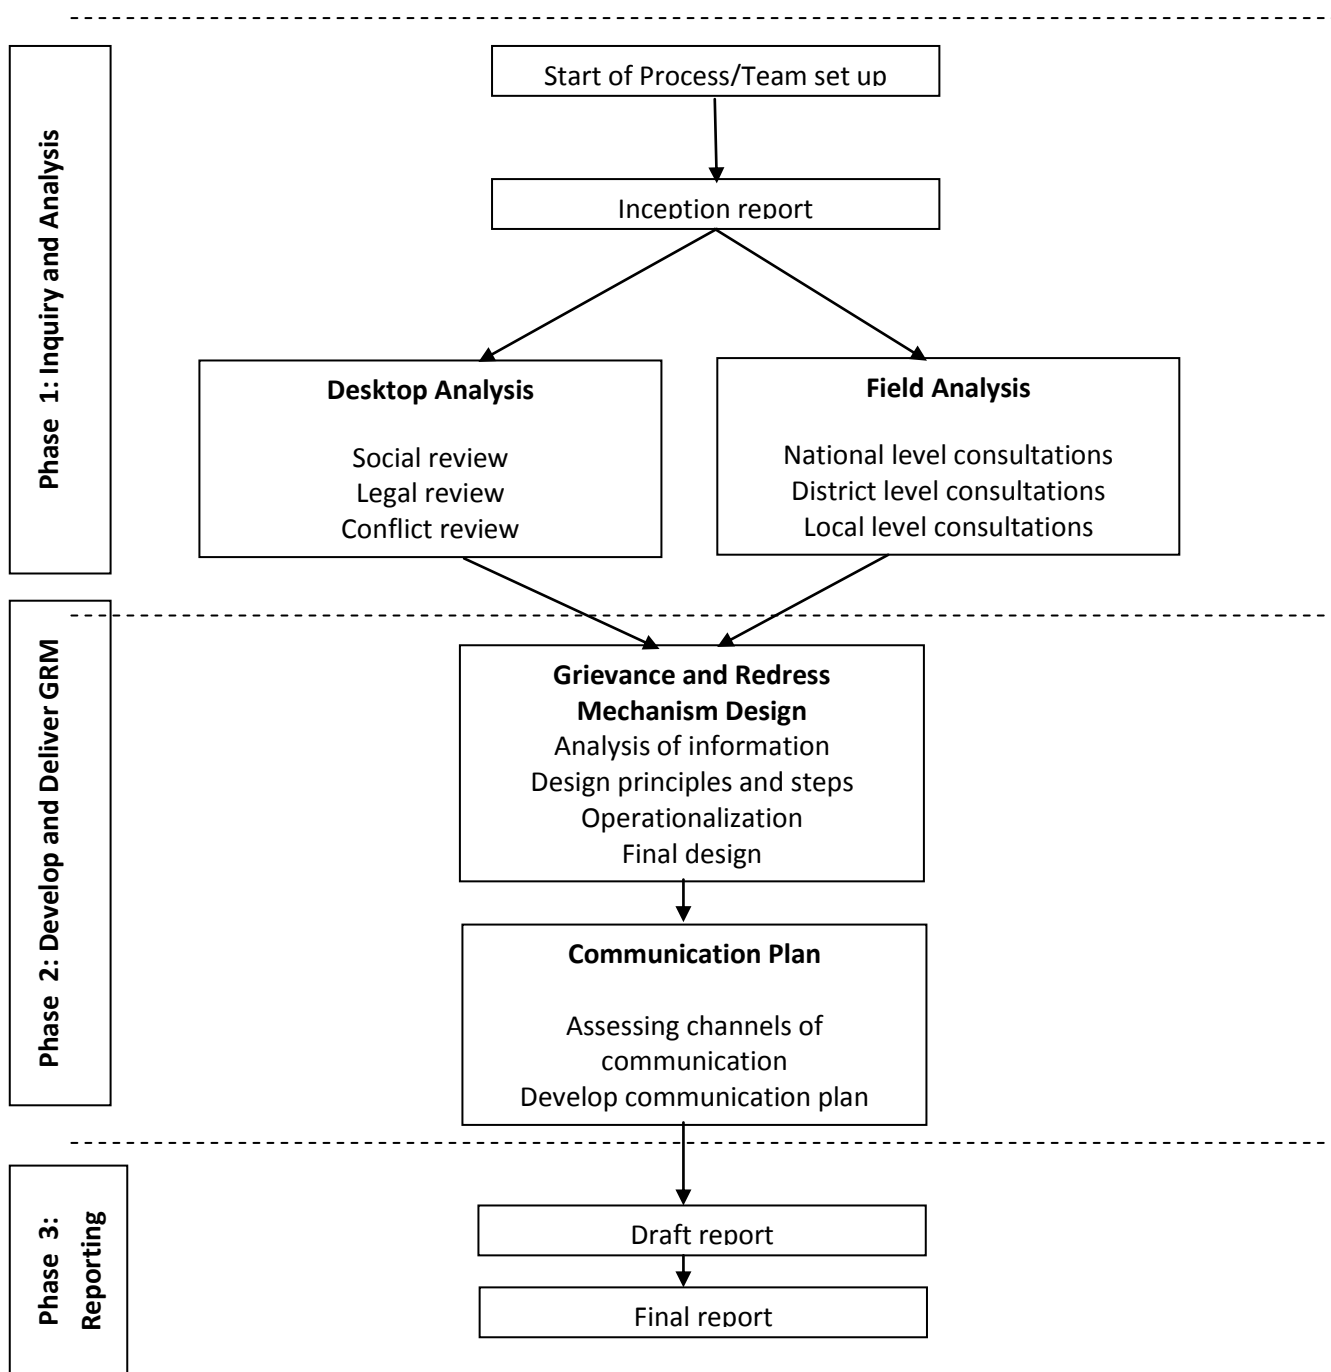 Phase 1: Inquiry and Analysis
Start of Process/Team set up
Inception report
Desktop Analysis
Social review
Legal review
Conflict review
Field Analysis
National level consultations
District level consultations
Local level consultations
Phase 2: Develop and Deliver GRM
Grievance and Redress
Mechanism Design
Analysis of information
Design principles and steps
Operationalization
Final design
Communication Plan
Assessing channels of
communication
Develop communication plan
Phase 3:
Reporting
Draft report
Final report